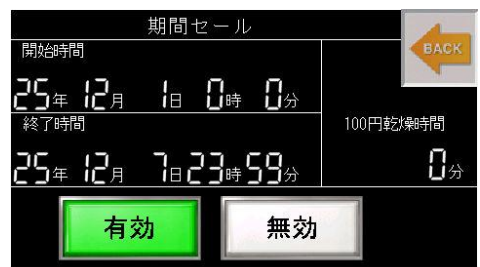 期間セール
BACK
開始時間
25年 12月 1日 0時 0分
終了時間
25年 12月 7日23時59分
100円乾燥時間
0分
有効
無効